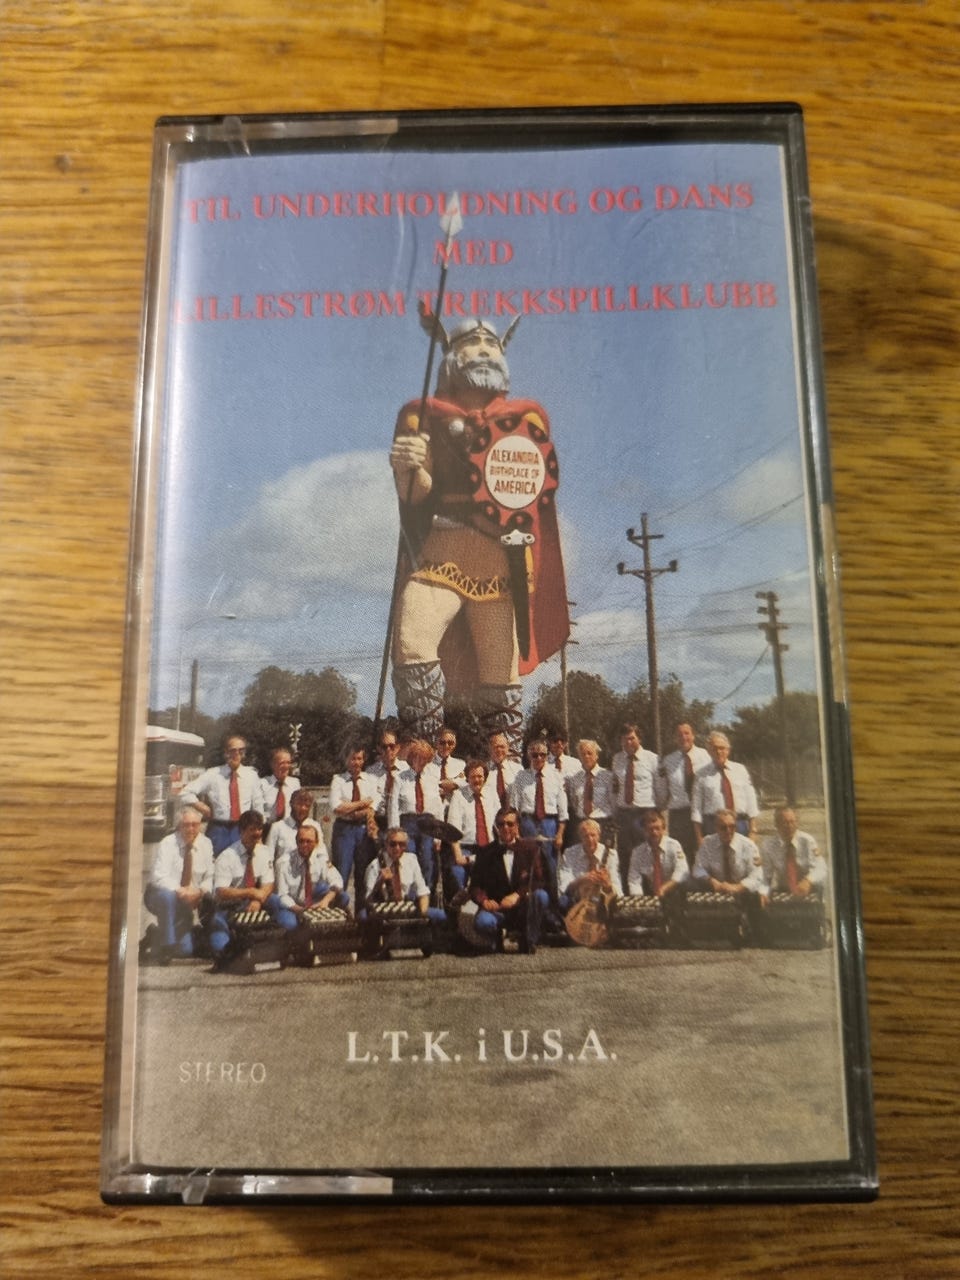 TIL UNDERHOLDNING OG DANS
MED
LILLESTRØM TREKKSPILLKLUBB
ALEXANDRIA
BIRTHPLACE OF
AMERICA
L.T.K. i U.S.A.
STEREO